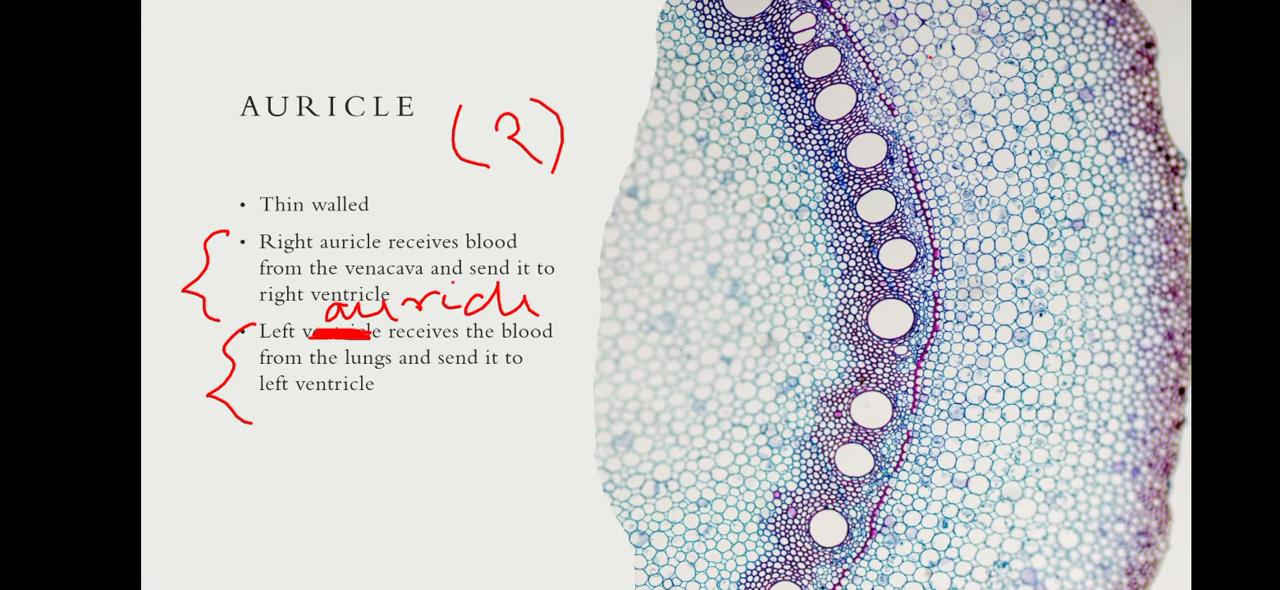 AURICLE
(2)
• Thin walled
• Right auricle receives blood
from the venacava and send it to
right ventricle
auricle
• Left ventricle receives the blood
from the lungs and send it to
left ventricle